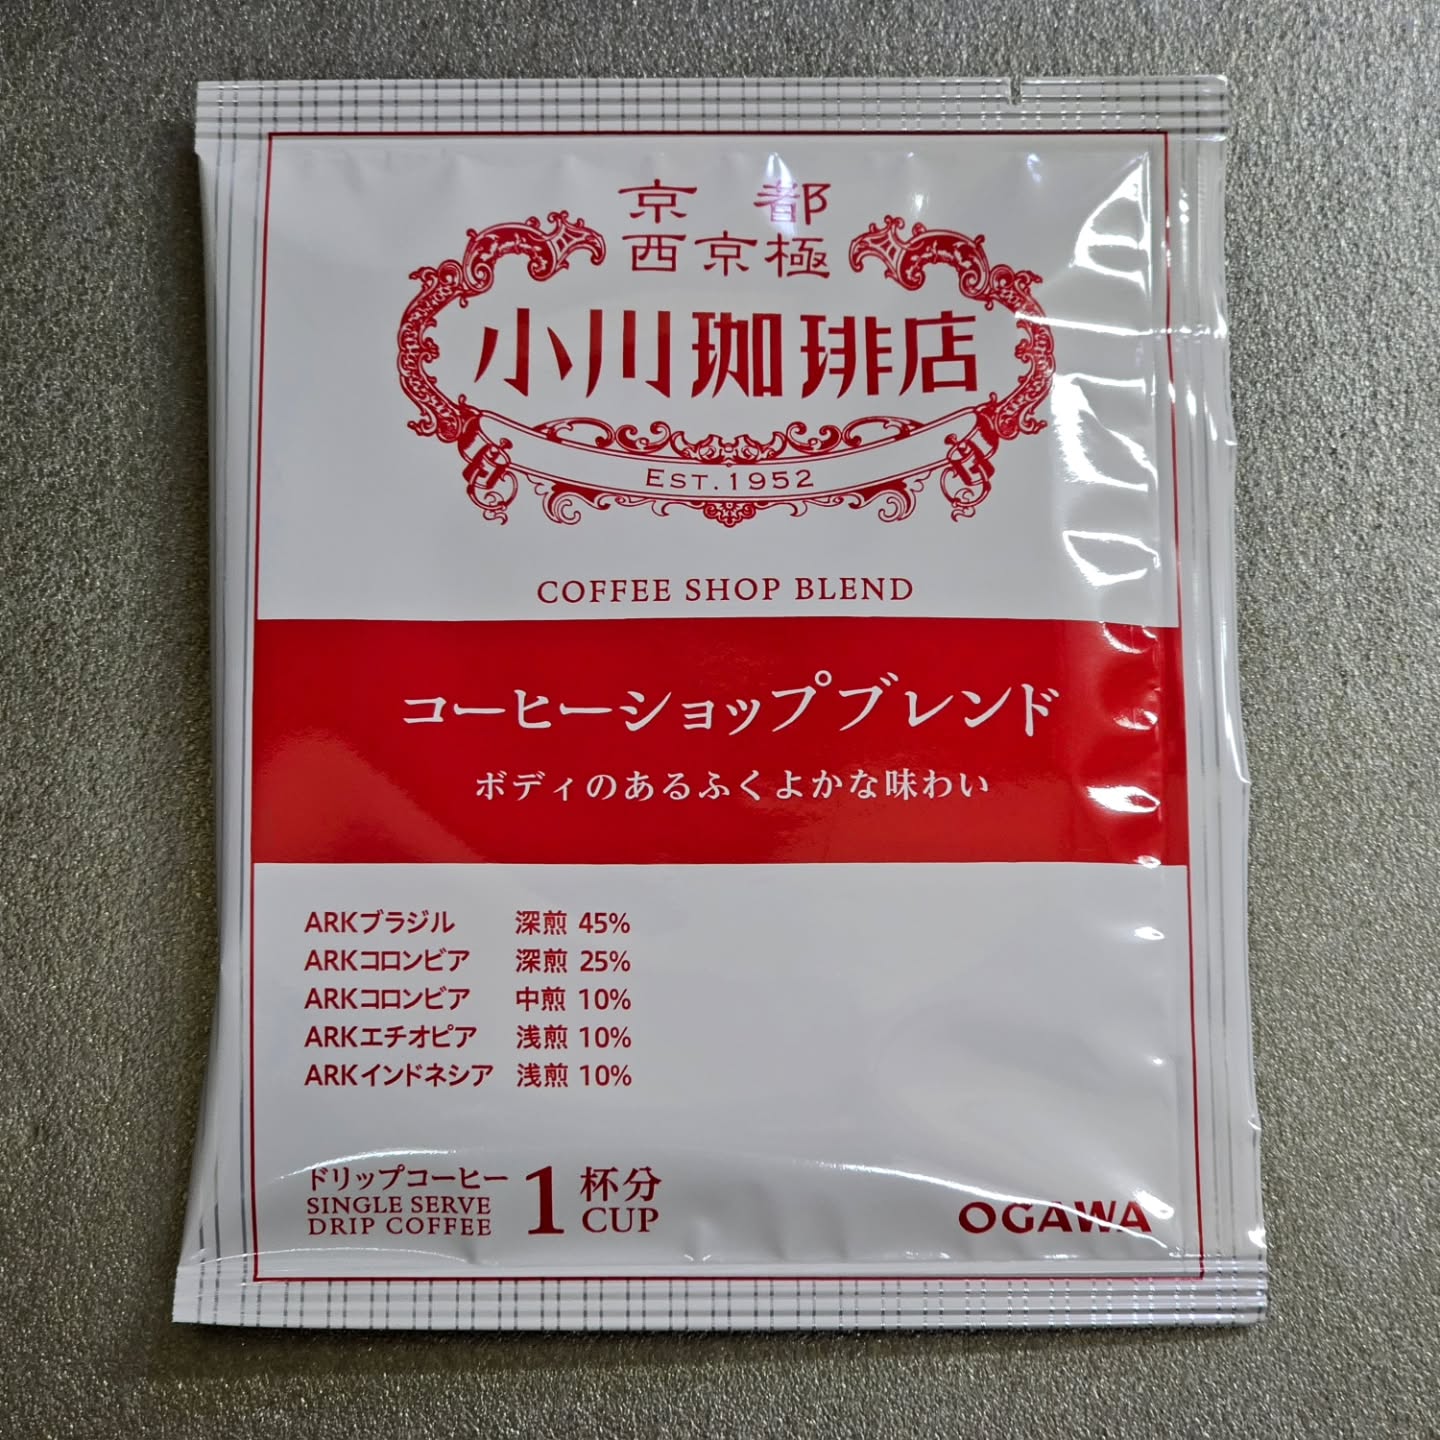 京都
西京極
小川珈琲店
EST.1952
COFFEE SHOP BLEND
コーヒーショップブレンド
ボディのあるふくよかな味わい
ARKブラジル 深煎 45%
ARKコロンビア 深煎 25%
ARKコロンビア 中煎 10%
ARKエチオピア 浅煎 10%
ARKインドネシア 浅煎 10%
ドリップコーヒー
SINGLE SERVE
DRIP COFFEE
1杯分
CUP
OGAWA